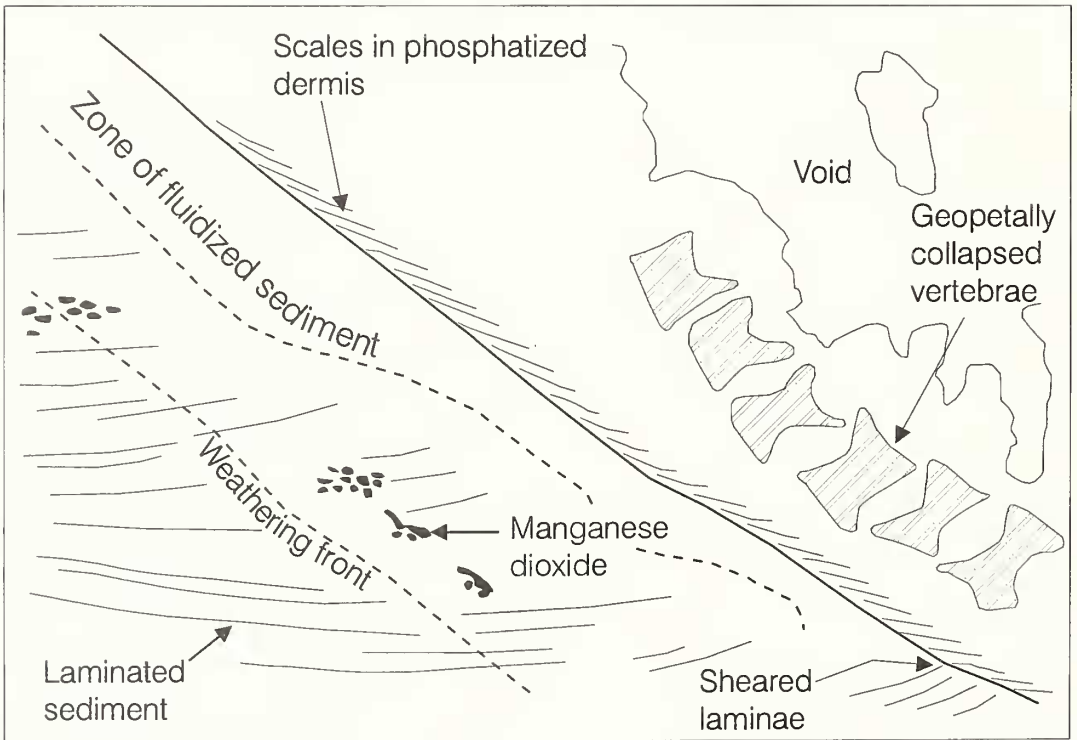 Scales in phosphatized
dermis
Zone of fluidized sediment
Void
Geopetally
collapsed
vertebrae
Weathering front
Manganese
dioxide
Laminated
sediment
Sheared
laminae